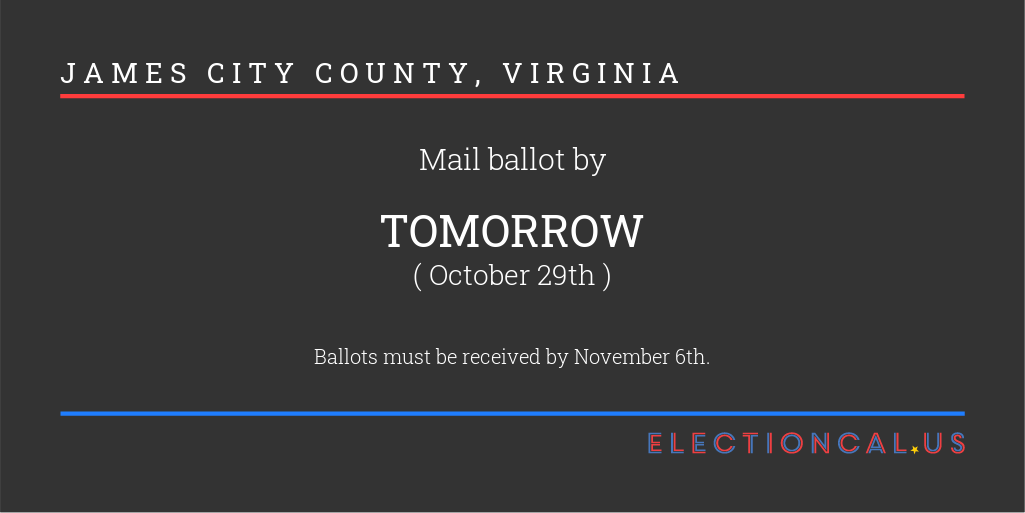 JAMES CITY COUNTY, VIRGINIA
Mail ballot by
TOMORROW
( October 29th )
Ballots must be received by November 6th.
ELECTIONCAL.US